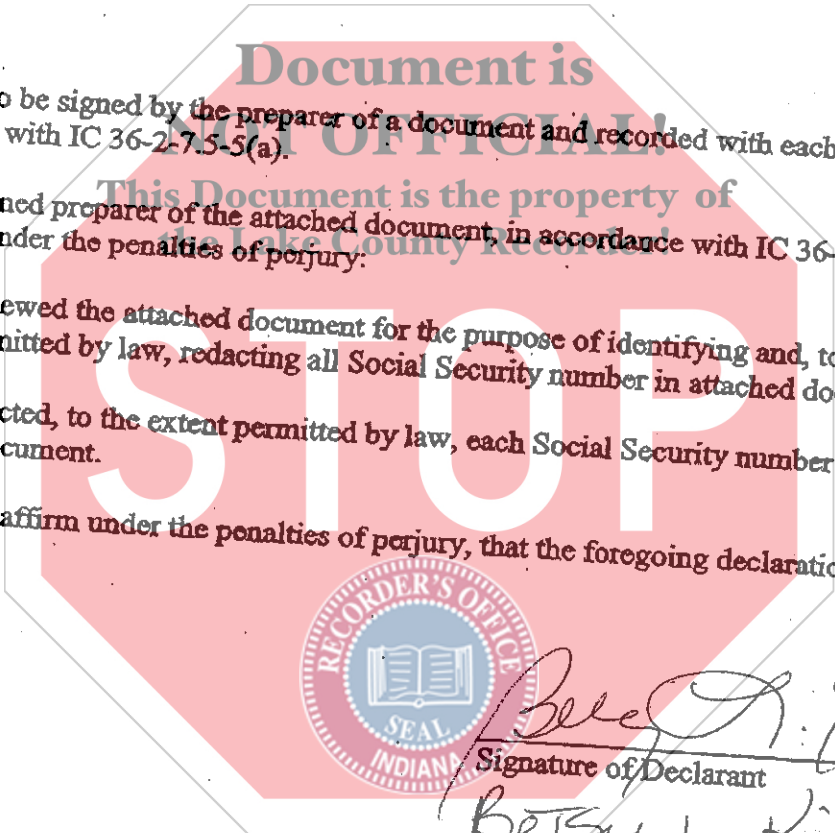 Document is
o be signed by the preparer of a document and recorded with each
NOT OFFICIAL!
with IC 36-2-7.5-5(a).
This Document is the property of
ned preparer of the attached document, in accordance with IC 36-
the Lake County Recorder!
nder the penalties of perjury:
ewed the attached document for the purpose of identifying and, to
nitted by law, redacting all Social Security number in attached do
STOP
cted, to the extent permitted by law, each Social Security number
cument.
affirm under the penalties of perjury, that the foregoing declaratio
RECORDER'S OFFICE
SEAL
INDIANA
Signature of Declarant